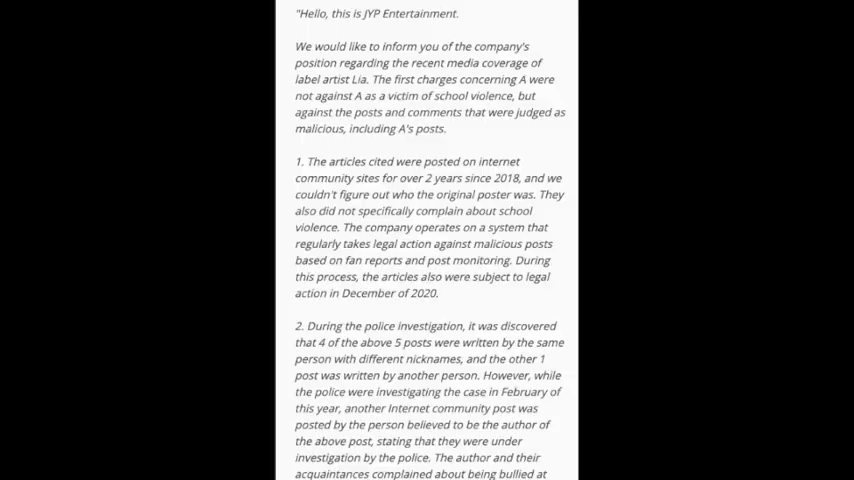 "Hello, this is JYP Entertainment.
We would like to inform you of the company's
position regarding the recent media coverage of
label artist Lia. The first charges concerning A were
not against A as a victim of school violence, but
against the posts and comments that were judged as
malicious, including A's posts.
1. The articles cited were posted on internet
community sites for over 2 years since 2018, and we
couldn't figure out who the original poster was. They
also did not specifically complain about school
violence. The company operates on a system that
regularly takes legal action against malicious posts
based on fan reports and post monitoring. During
this process, the articles also were subject to legal
action in December of 2020.
2. During the police investigation, it was discovered
that 4 of the above 5 posts were written by the same
person with different nicknames, and the other 1
post was written by another person. However, while
the police were investigating the case in February of
this year, another Internet community post was
posted by the person believed to be the author of
the above post, stating that they were under
investigation by the police. The author and their
acquaintances complained about being bullied at